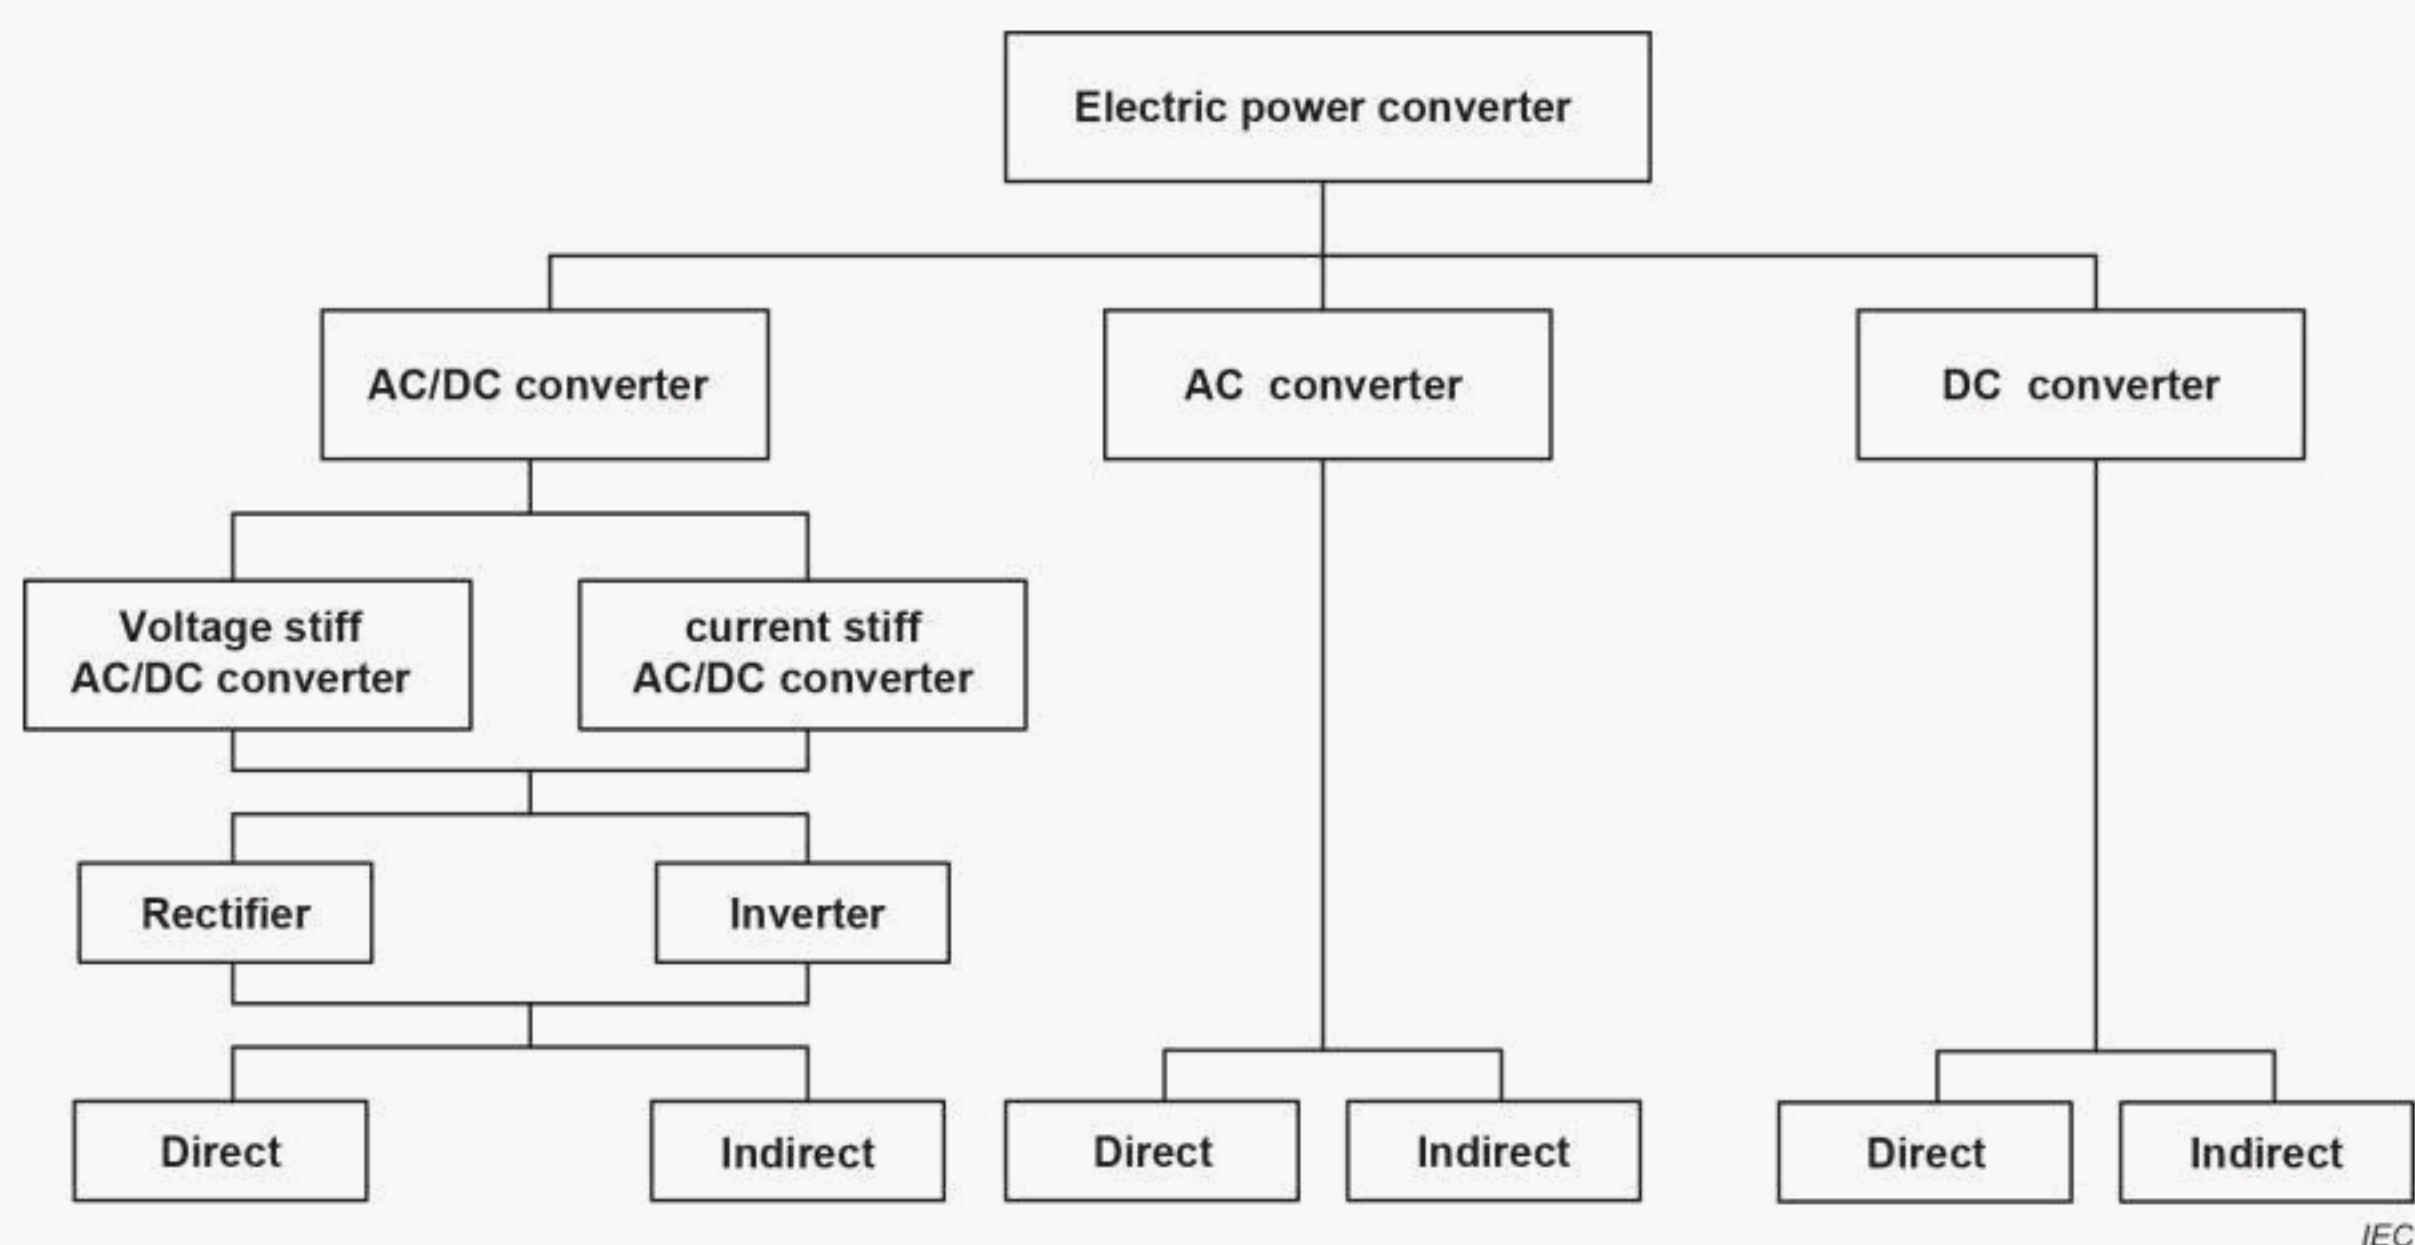 Electric power converter
AC/DC converter
AC converter
DC converter
Voltage stiff
AC/DC converter
current stiff
AC/DC converter
Rectifier
Inverter
Direct
Indirect
Direct
Indirect
Direct
Indirect
IEC